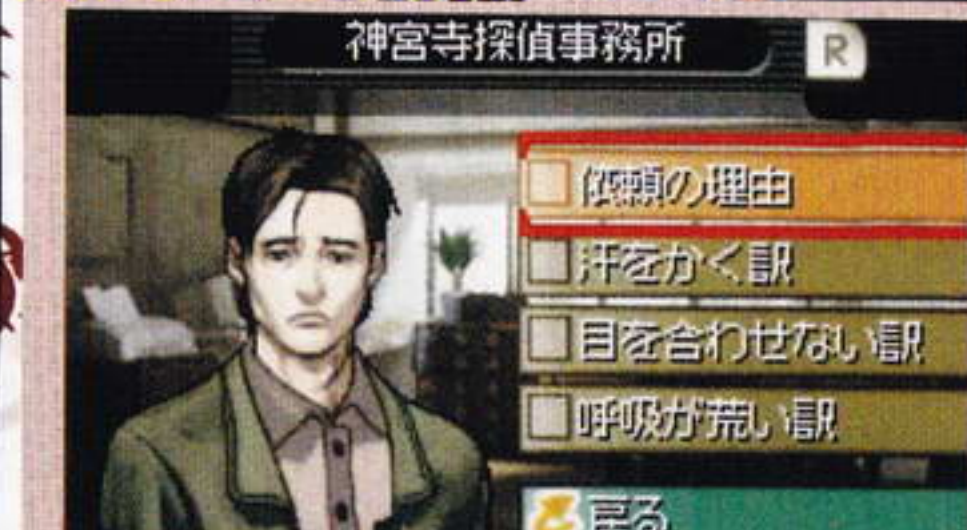 神宮寺探偵事務所
R
依頼の理由
汗をかく訳
目を合わせない訳
呼吸が荒い訳
戻る